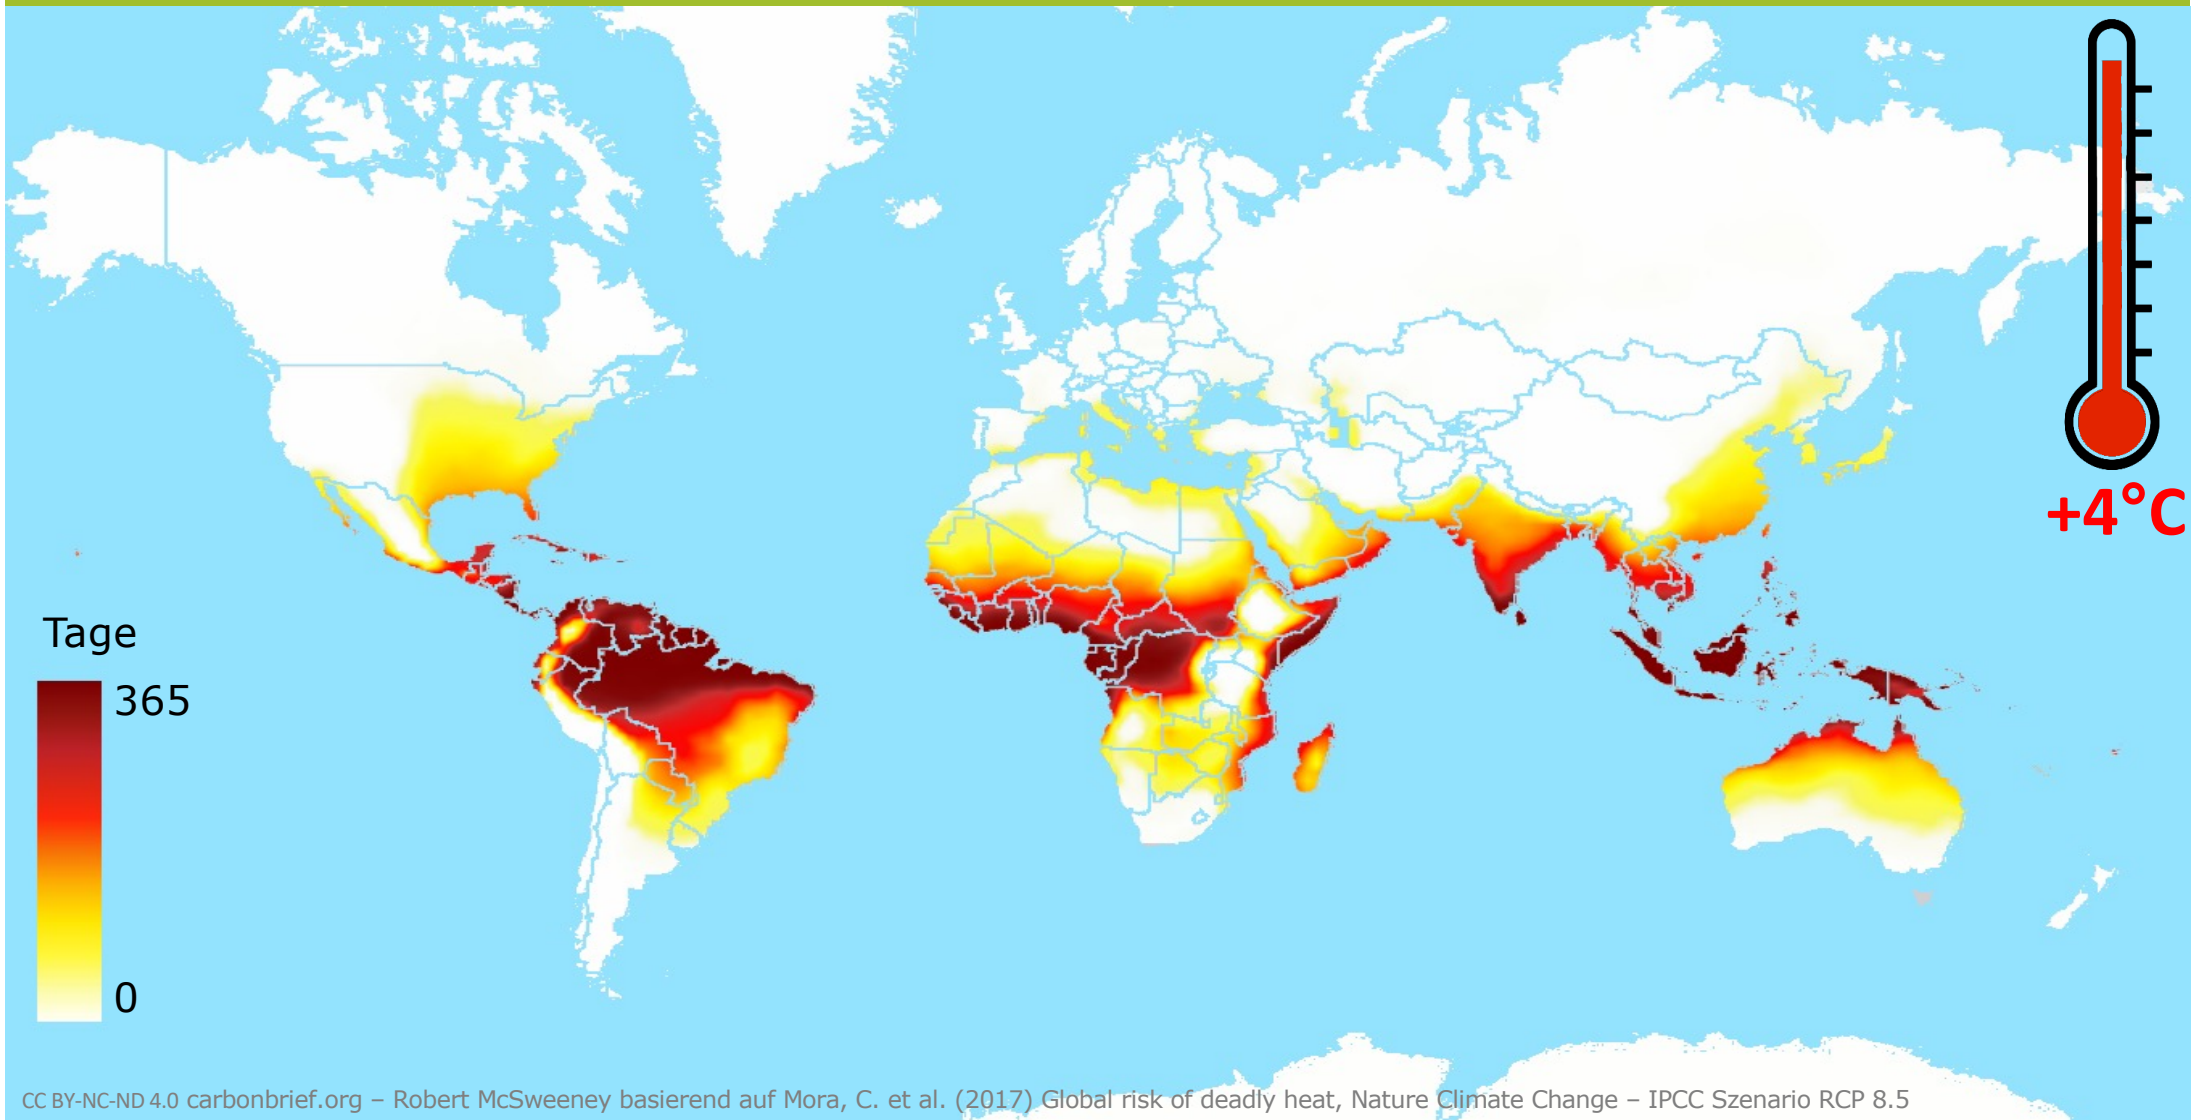 +4°C
Tage
365
0
CC BY-NC-ND 4.0 carbonbrief.org – Robert McSweeney basierend auf Mora, C. et al. (2017) Global risk of deadly heat, Nature Climate Change – IPCC Szenario RCP 8.5